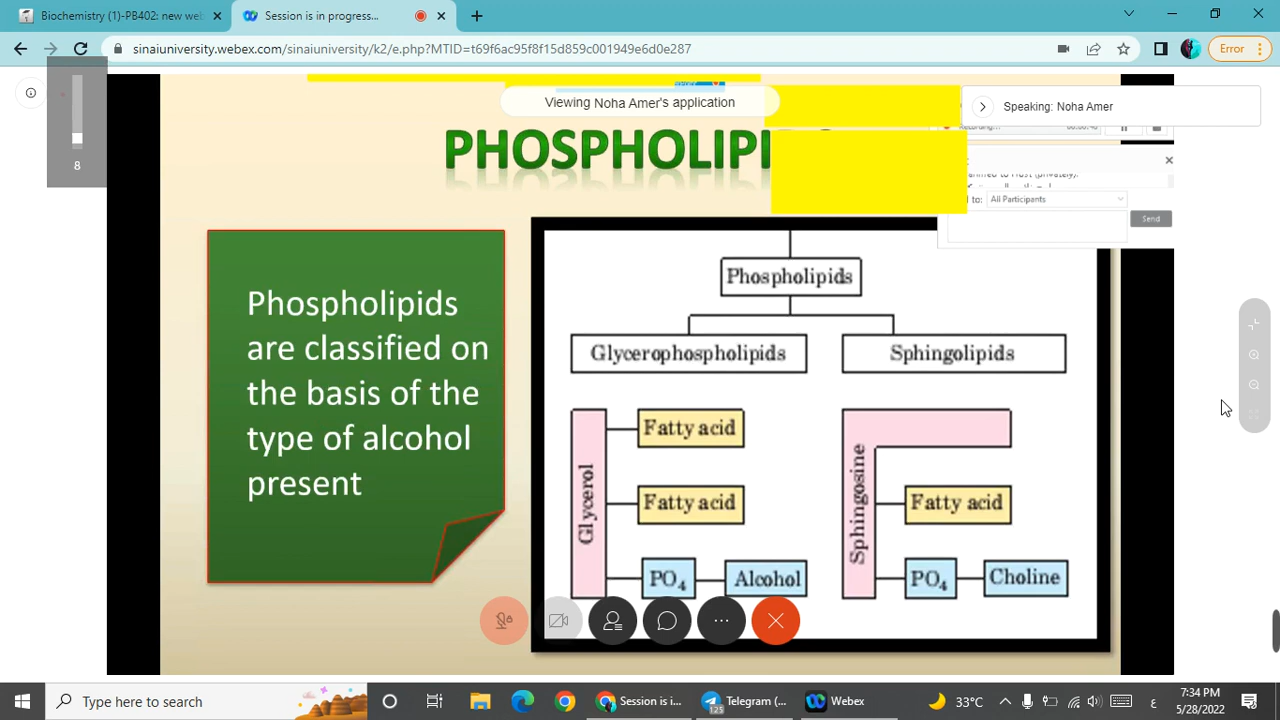 Biochemistry (1)-PB402: new web
Session is in progress
Error
sinaiuniversity.webex.com/sinaiuniversity/k2/e.php?MTID=t69f6ac95f8f15d859c001949e6d0e287
Viewing Noha Amer's application
Speaking: Noha Amer
Recording...
8
All Participants
Send
Phospholipids
are classified on
the basis of the
type of alcohol
present
Phospholipids
Glycerophospholipids
Sphingolipids
Glycerol
Fatty acid
Fatty acid
PO4
Alcohol
Sphingosine
Fatty acid
PO4
Choline
Type here to search
Session is i...
Telegram (...
125
Webex
33°C
ع
7:34 PM
5/28/2022